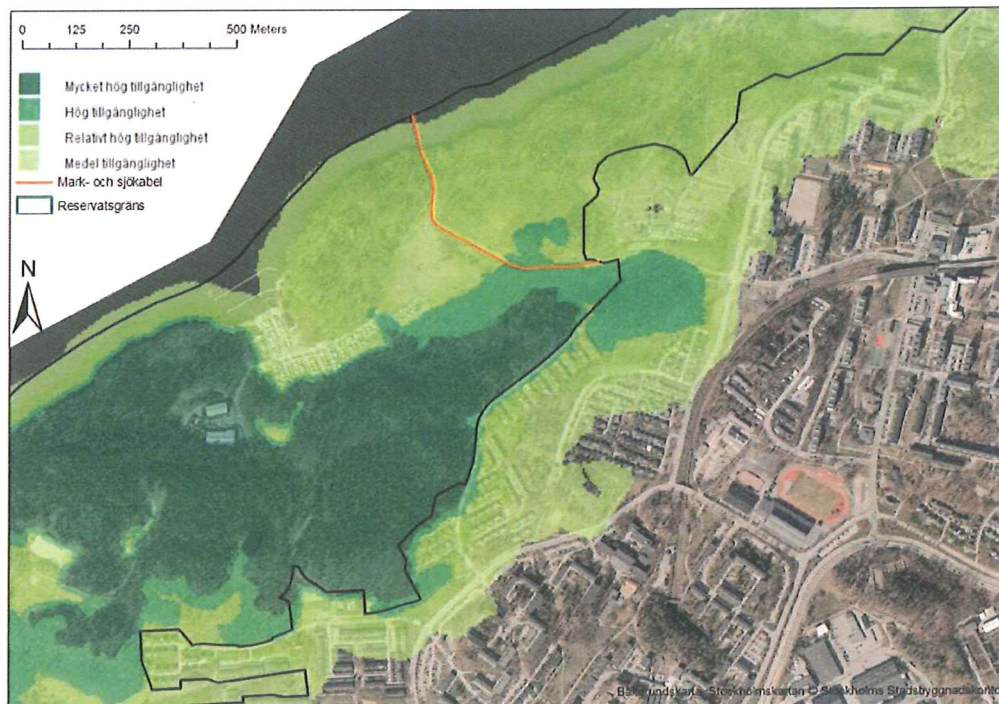 0 125 250 500 Meters
Mycket hög tillgänglighet
Hög tillgänglighet
Relativt hög tillgänglighet
Medel tillgänglighet
Mark- och sjökabel
Reservatsgräns
N
Bakgrundskarta: Stockholmskartan © Stockholms Stadsbyggnadskontor